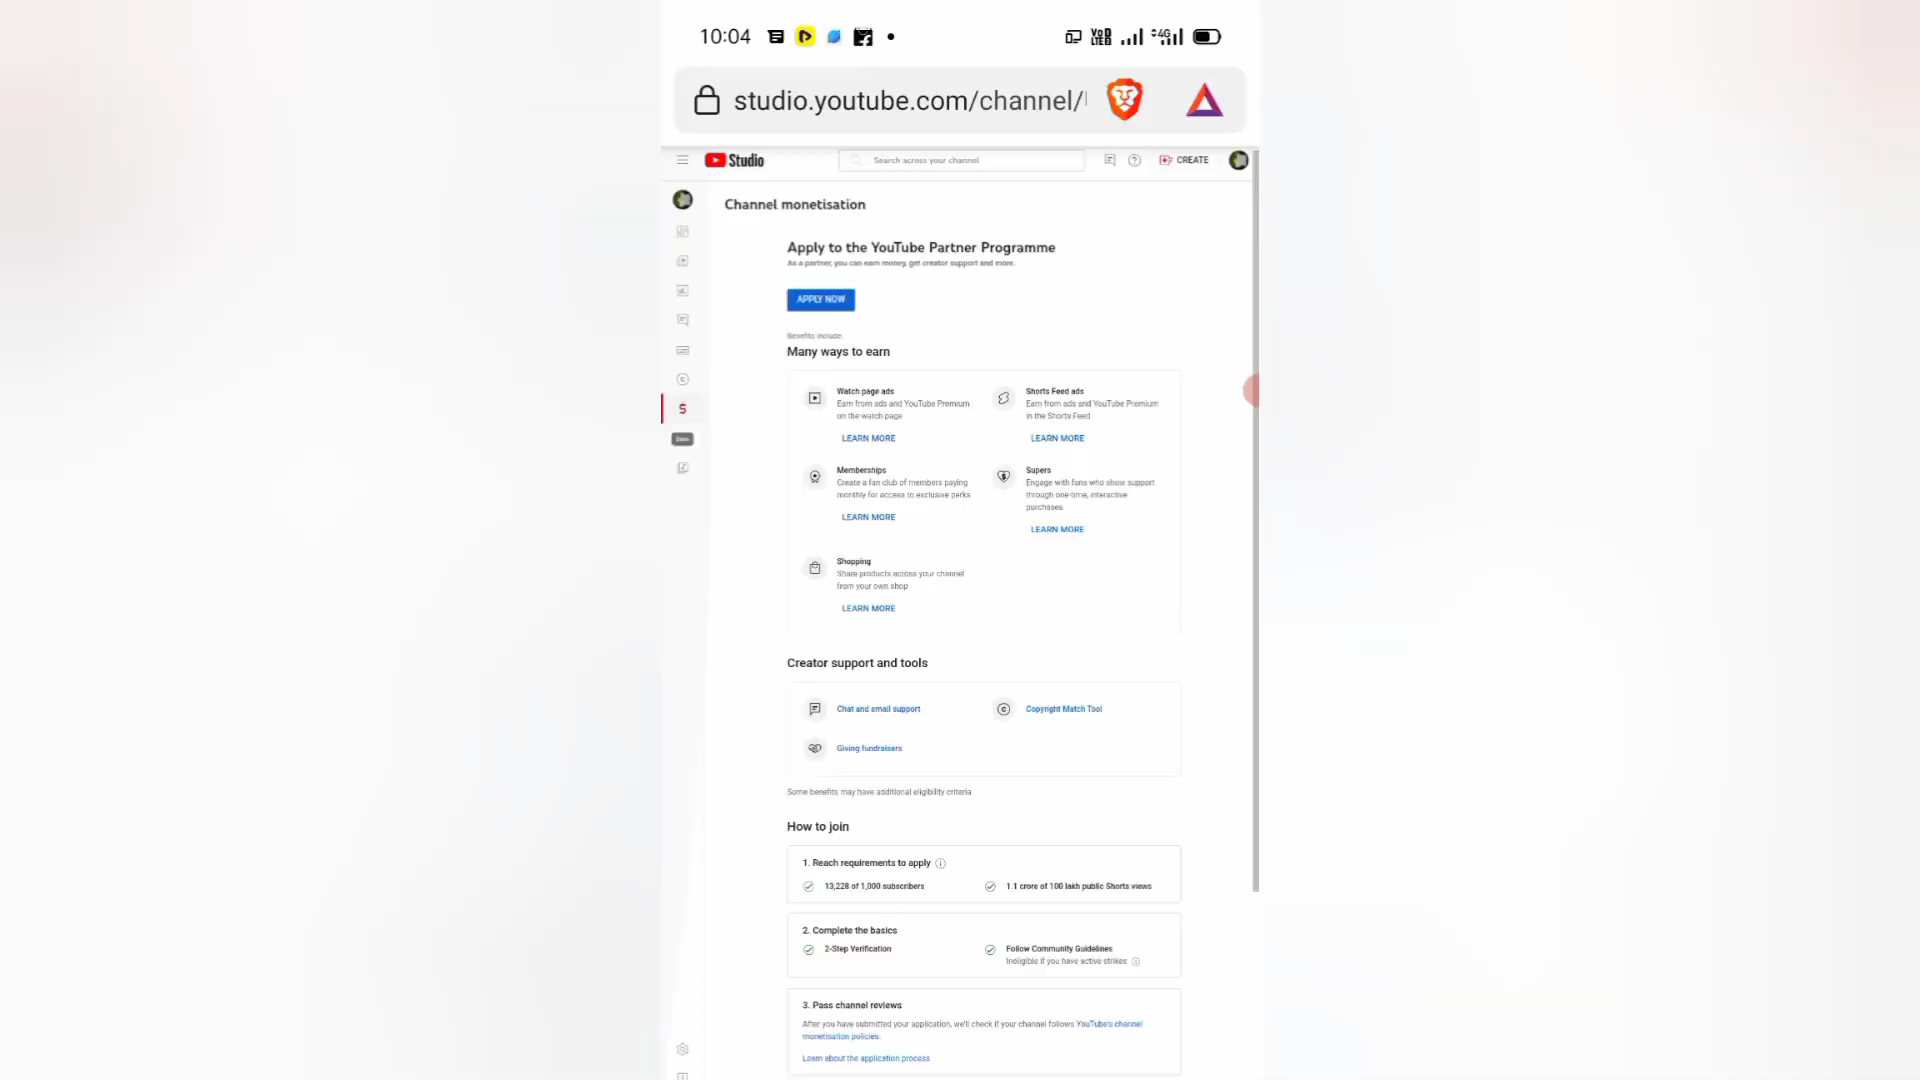 10:04
VoD
LTE
4G
studio.youtube.com/channel/
Studio
Search across your channel
CREATE
Channel monetisation
Apply to the YouTube Partner Programme
As a partner, you can earn money, get creator support and more.
APPLY NOW
Benefits include:
Many ways to earn
Watch page ads
Earn from ads and YouTube Premium
on the watch page
LEARN MORE
Shorts Feed ads
Earn from ads and YouTube Premium
in the Shorts Feed
LEARN MORE
Memberships
Create a fan club of members paying
monthly for access to exclusive perks
LEARN MORE
Supers
Engage with fans who show support
through one-time, interactive
purchases
LEARN MORE
Shopping
Share products across your channel
from your own shop
LEARN MORE
Creator support and tools
Chat and email support
Copyright Match Tool
Giving fundraisers
Some benefits may have additional eligibility criteria
How to join
1. Reach requirements to apply
13,228 of 1,000 subscribers
1.1 crore of 100 lakh public Shorts views
2. Complete the basics
2-Step Verification
Follow Community Guidelines
Ineligible if you have active strikes
3. Pass channel reviews
After you have submitted your application, we'll check if your channel follows YouTube's channel
monetisation policies.
Learn about the application process